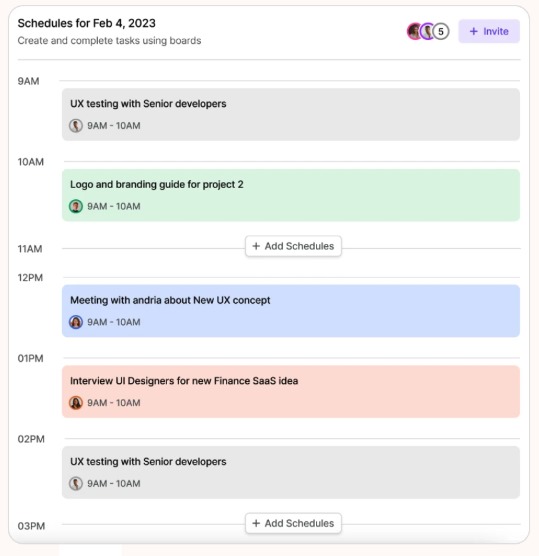 Schedules for Feb 4, 2023
Create and complete tasks using boards
5
+ Invite
9AM
UX testing with Senior developers
9AM - 10AM
10AM
Logo and branding guide for project 2
9AM - 10AM
11AM
+ Add Schedules
12PM
Meeting with andria about New UX concept
9AM - 10AM
01PM
Interview UI Designers for new Finance SaaS idea
9AM - 10AM
02PM
UX testing with Senior developers
9AM - 10AM
03PM
+ Add Schedules